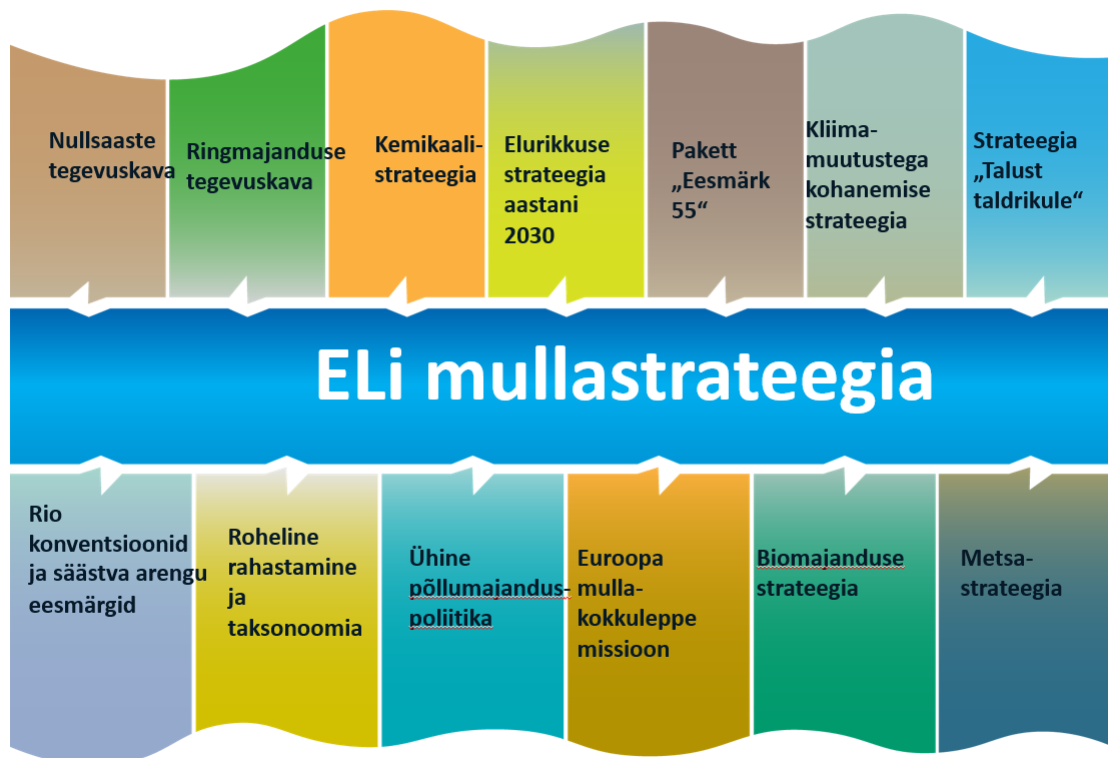 Nullsaaste
tegevuskava
Ringmajanduse
tegevuskava
Kemikaali-
strateegia
Elurikkuse
strateegia
aastani
2030
Pakett
„Eesmärk
55“
Kliima-
muutustega
kohanemise
strateegia
Strateegia
„Talust
taldrikule“
ELi mullastrateegia
Rio
konventsioonid
ja säästva arengu
eesmärgid
Roheline
rahastamine
ja
taksonoomia
Ühine
põllumajandus-
poliitika
Euroopa
mulla-
kokkuleppe
missioon
Biomajanduse
strateegia
Metsa-
strateegia